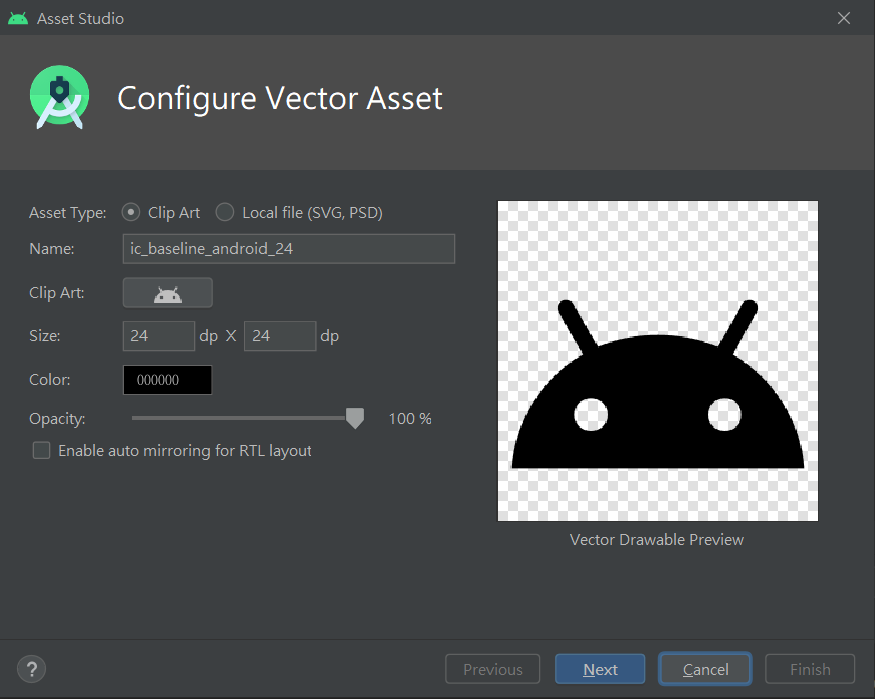 Asset Studio
Configure Vector Asset
Asset Type: Clip Art Local file (SVG, PSD)
Name: ic_baseline_android_24
Clip Art:
Size: 24 dp X 24 dp
Color: 000000
Opacity: 100 %
Enable auto mirroring for RTL layout
Vector Drawable Preview
? Previous Next Cancel Finish